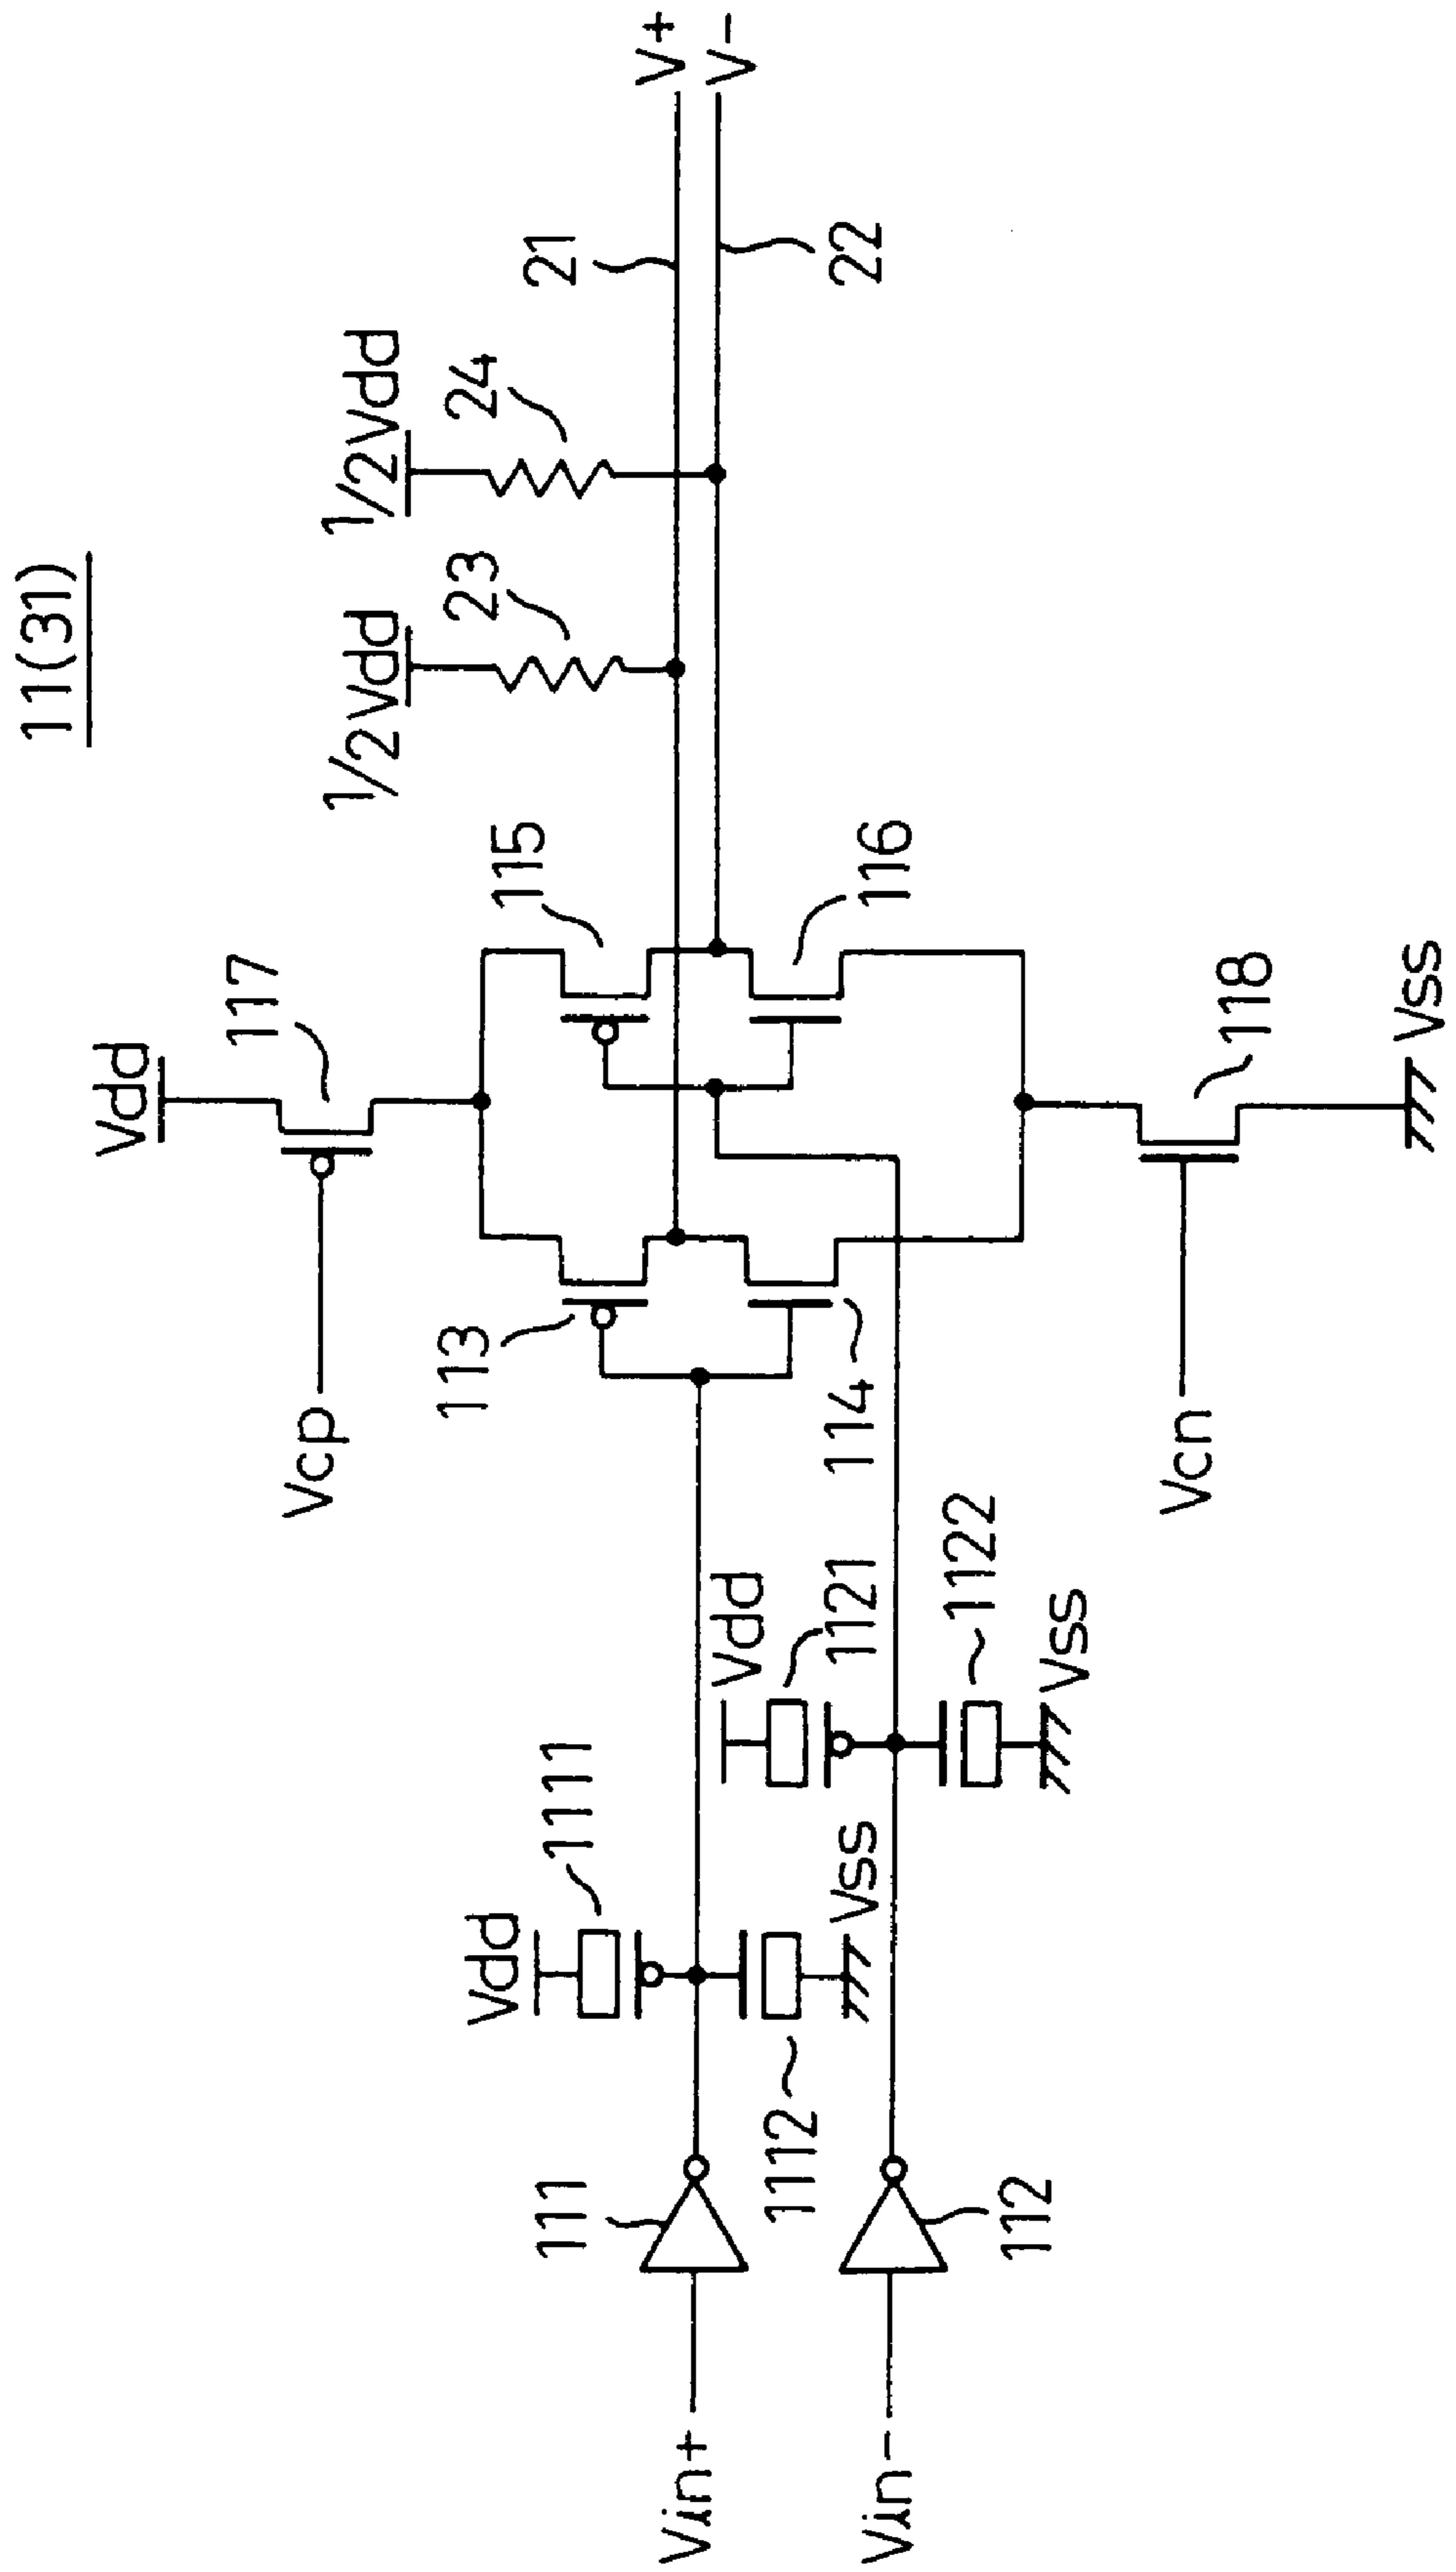 11(31)
Vdd
117
Vcp
1/2Vdd
1/2Vdd
23
24
115
113
21
V+
V-
22
116
114
Vdd
1111
Vdd
1121
111
Vin+
1112
Vss
1122
Vss
Vin-
112
Vcn
118
Vss